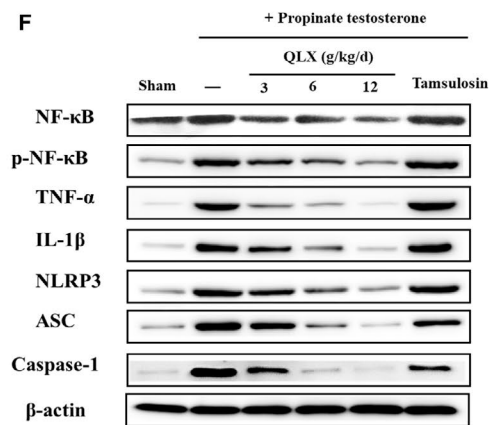 F
+ Propinate testosterone
QLX (g/kg/d)
Sham — 3 6 12 Tamsulosin
NF-κB
p-NF-κB
TNF-α
IL-1β
NLRP3
ASC
Caspase-1
β-actin